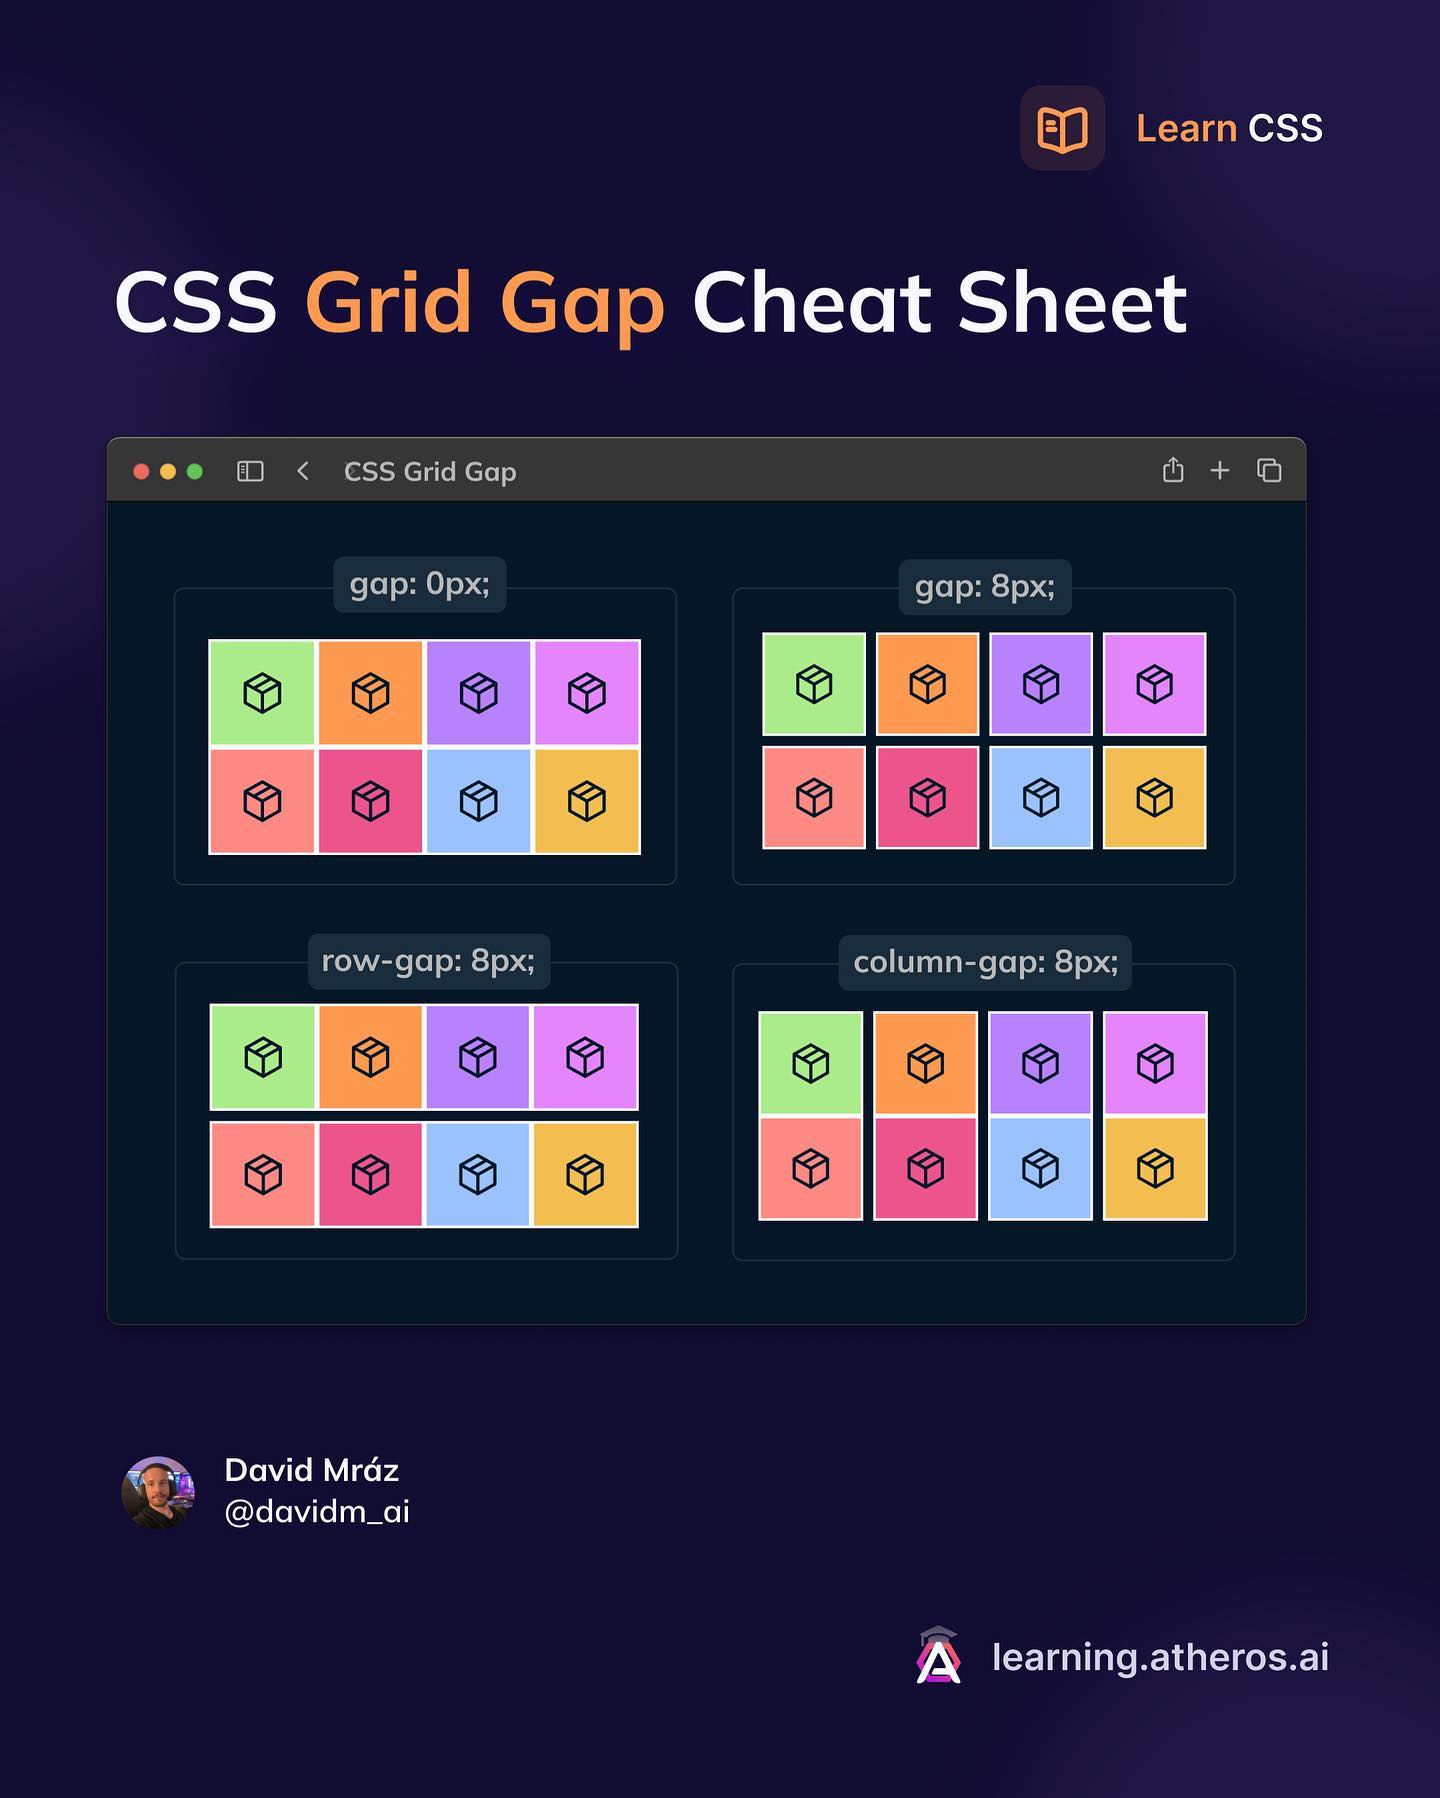 Learn CSS
CSS Grid Gap Cheat Sheet
CSS Grid Gap
gap: 0px;
gap: 8px;
row-gap: 8px;
column-gap: 8px;
David Mráz
@davidm_ai
learning.atheros.ai